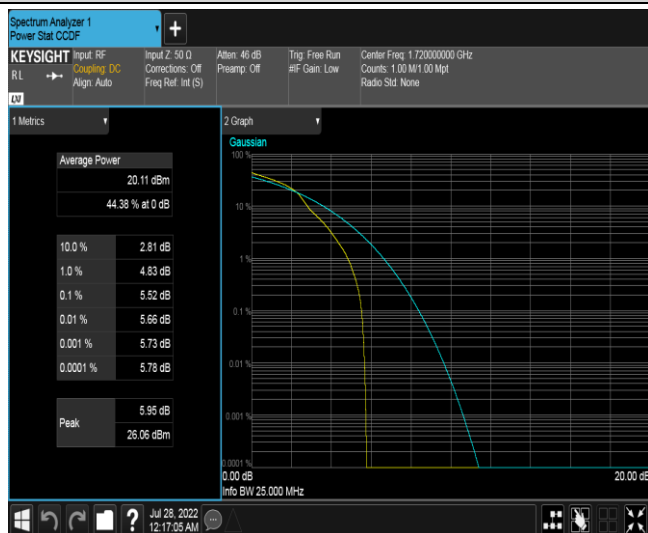 Spectrum Analyzer 1
Power Stat CCDF
KEYSIGHT Input: RF Input Z: 50 Ω Atten: 46 dB Trig: Free Run Center Freq: 1.720000000 GHz
RL Coupling: DC Corrections: Off Preamp: Off #IF Gain: Low Counts: 1.00 M/1.00 Mpt
Align: Auto Freq Ref: Int (S) Radio Std: None
LXI
1 Metrics
Average Power
20.11 dBm
44.38 % at 0 dB
10.0 % 2.81 dB
1.0 % 4.83 dB
0.1 % 5.52 dB
0.01 % 5.66 dB
0.001 % 5.73 dB
0.0001 % 5.78 dB
Peak 5.95 dB
26.06 dBm
2 Graph
Gaussian
100 %
10 %
1 %
0.1 %
0.01 %
0.001 %
0.0001 %
0.00 dB 20.00 dB
Info BW 25.000 MHz
Jul 28, 2022
12:17:05 AM